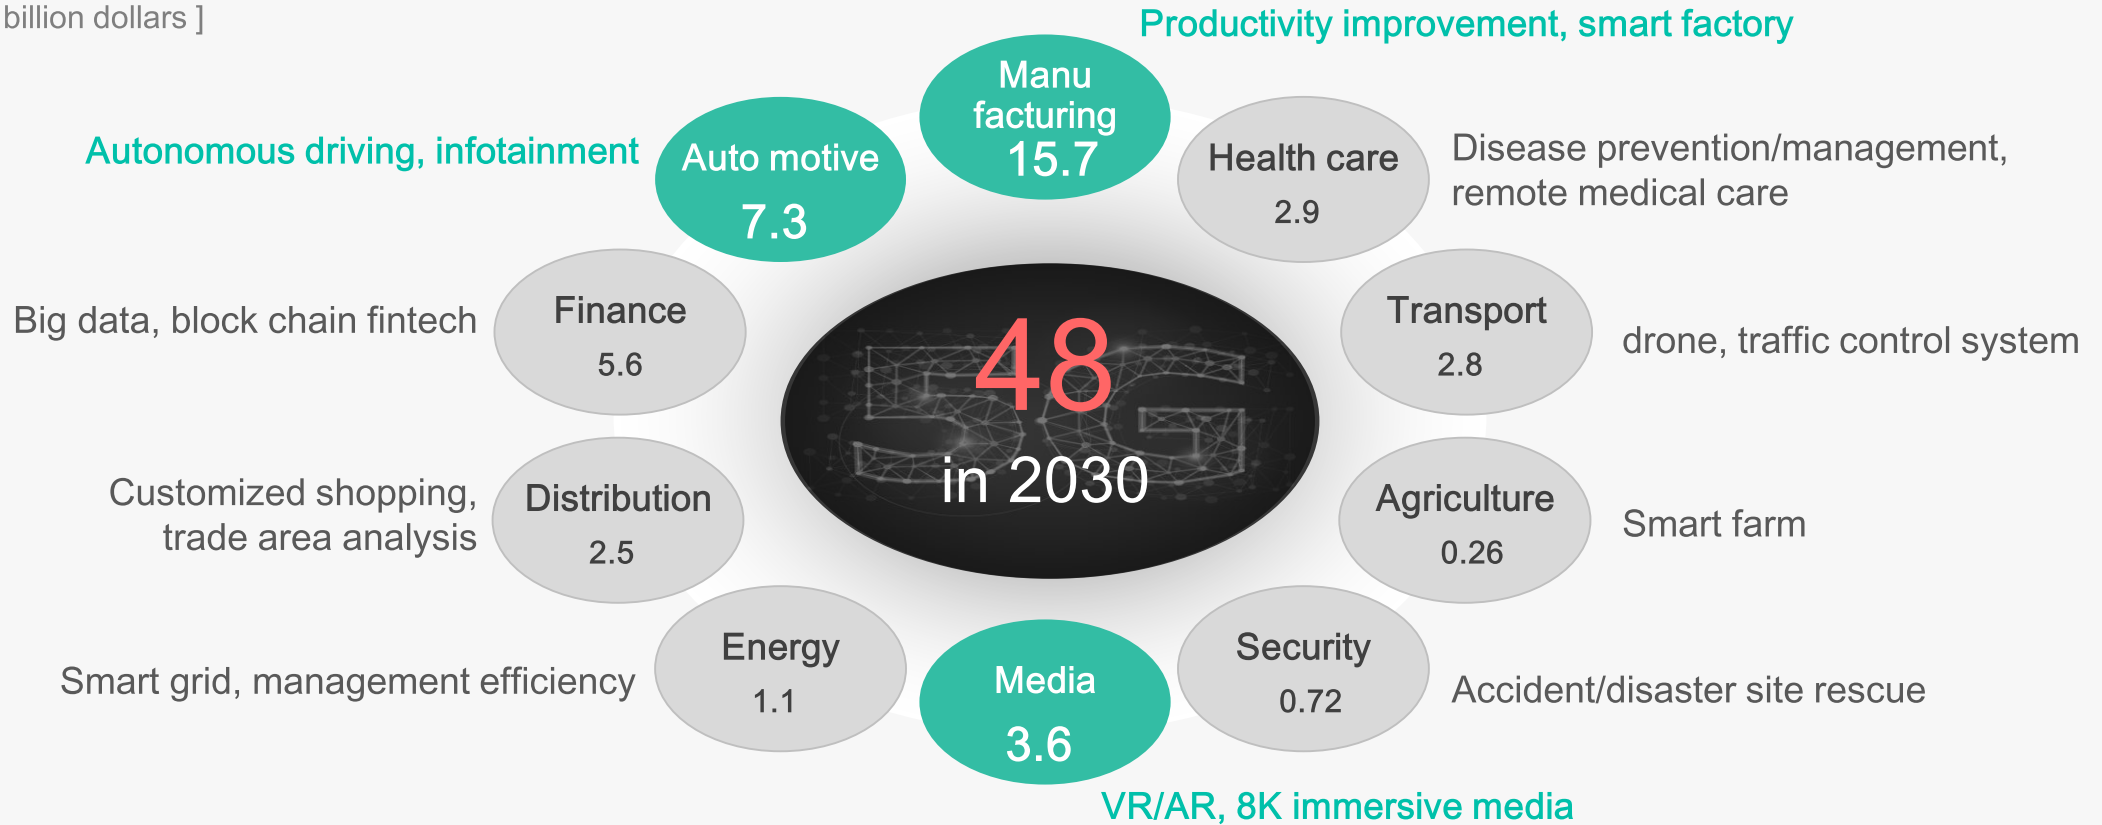 billion dollars ]
Productivity improvement, smart factory
Manu
facturing
15.7
Autonomous driving, infotainment
Auto motive
7.3
Health care
2.9
Disease prevention/management,
remote medical care
Big data, block chain fintech
Finance
5.6
48
in 2030
5G
Transport
2.8
drone, traffic control system
Customized shopping,
trade area analysis
Distribution
2.5
Agriculture
0.26
Smart farm
Smart grid, management efficiency
Energy
1.1
Media
3.6
Security
0.72
Accident/disaster site rescue
VR/AR, 8K immersive media